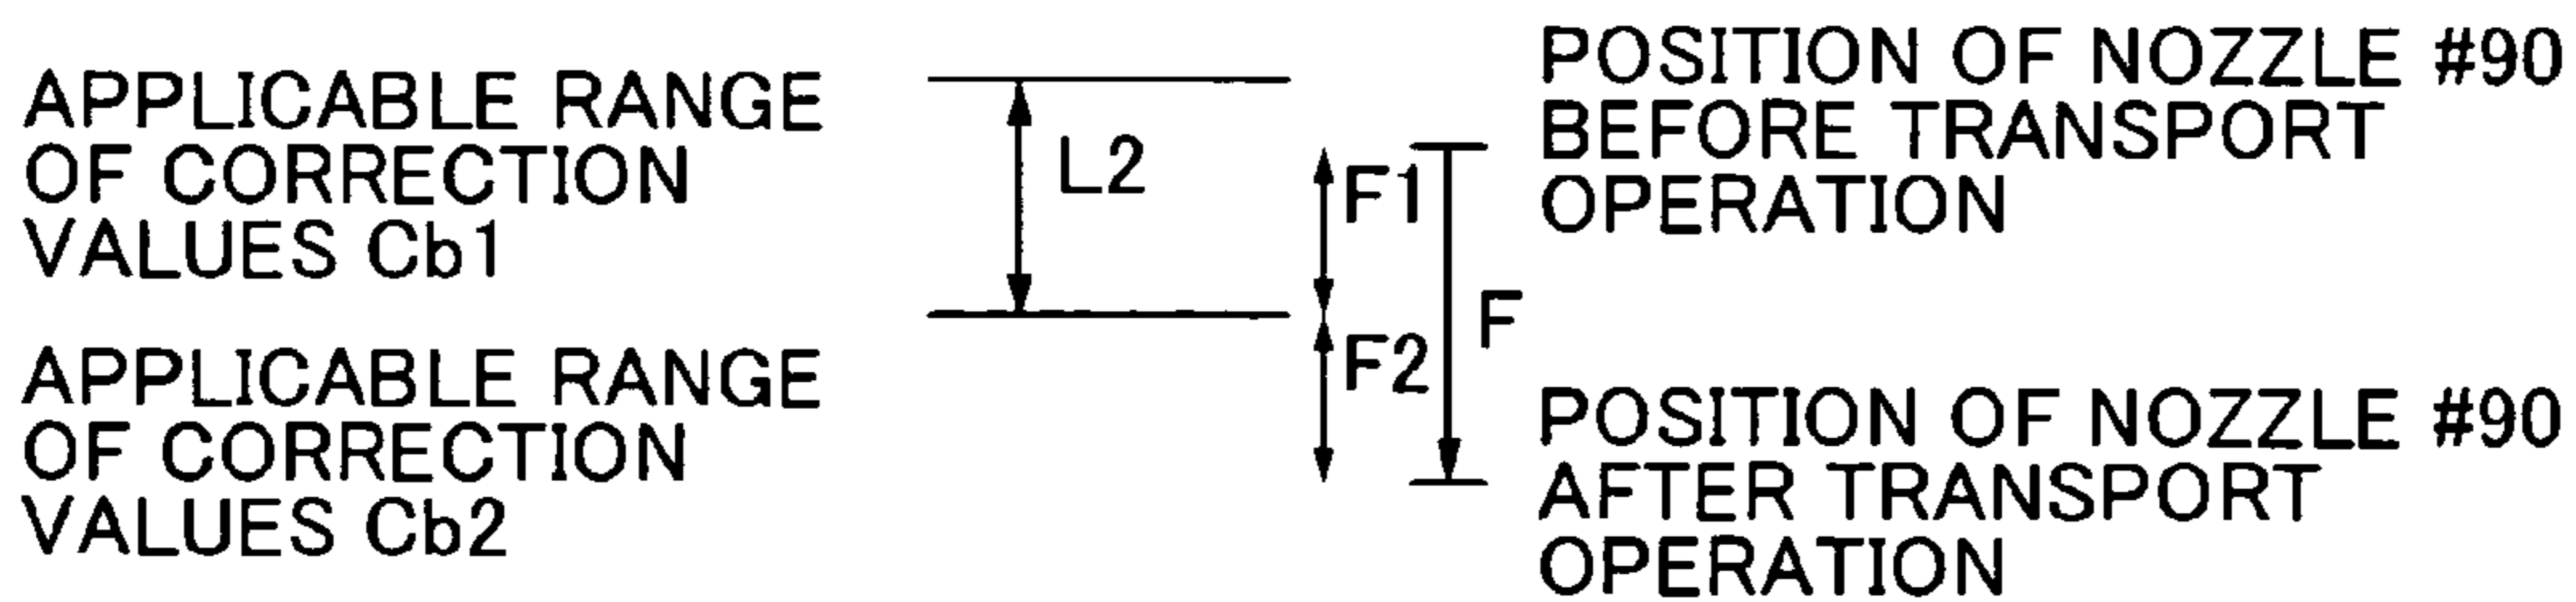 APPLICABLE RANGE
OF CORRECTION
VALUES Cb1
APPLICABLE RANGE
OF CORRECTION
VALUES Cb2
L2
F1
F2
F
POSITION OF NOZZLE #90
BEFORE TRANSPORT
OPERATION
POSITION OF NOZZLE #90
AFTER TRANSPORT
OPERATION